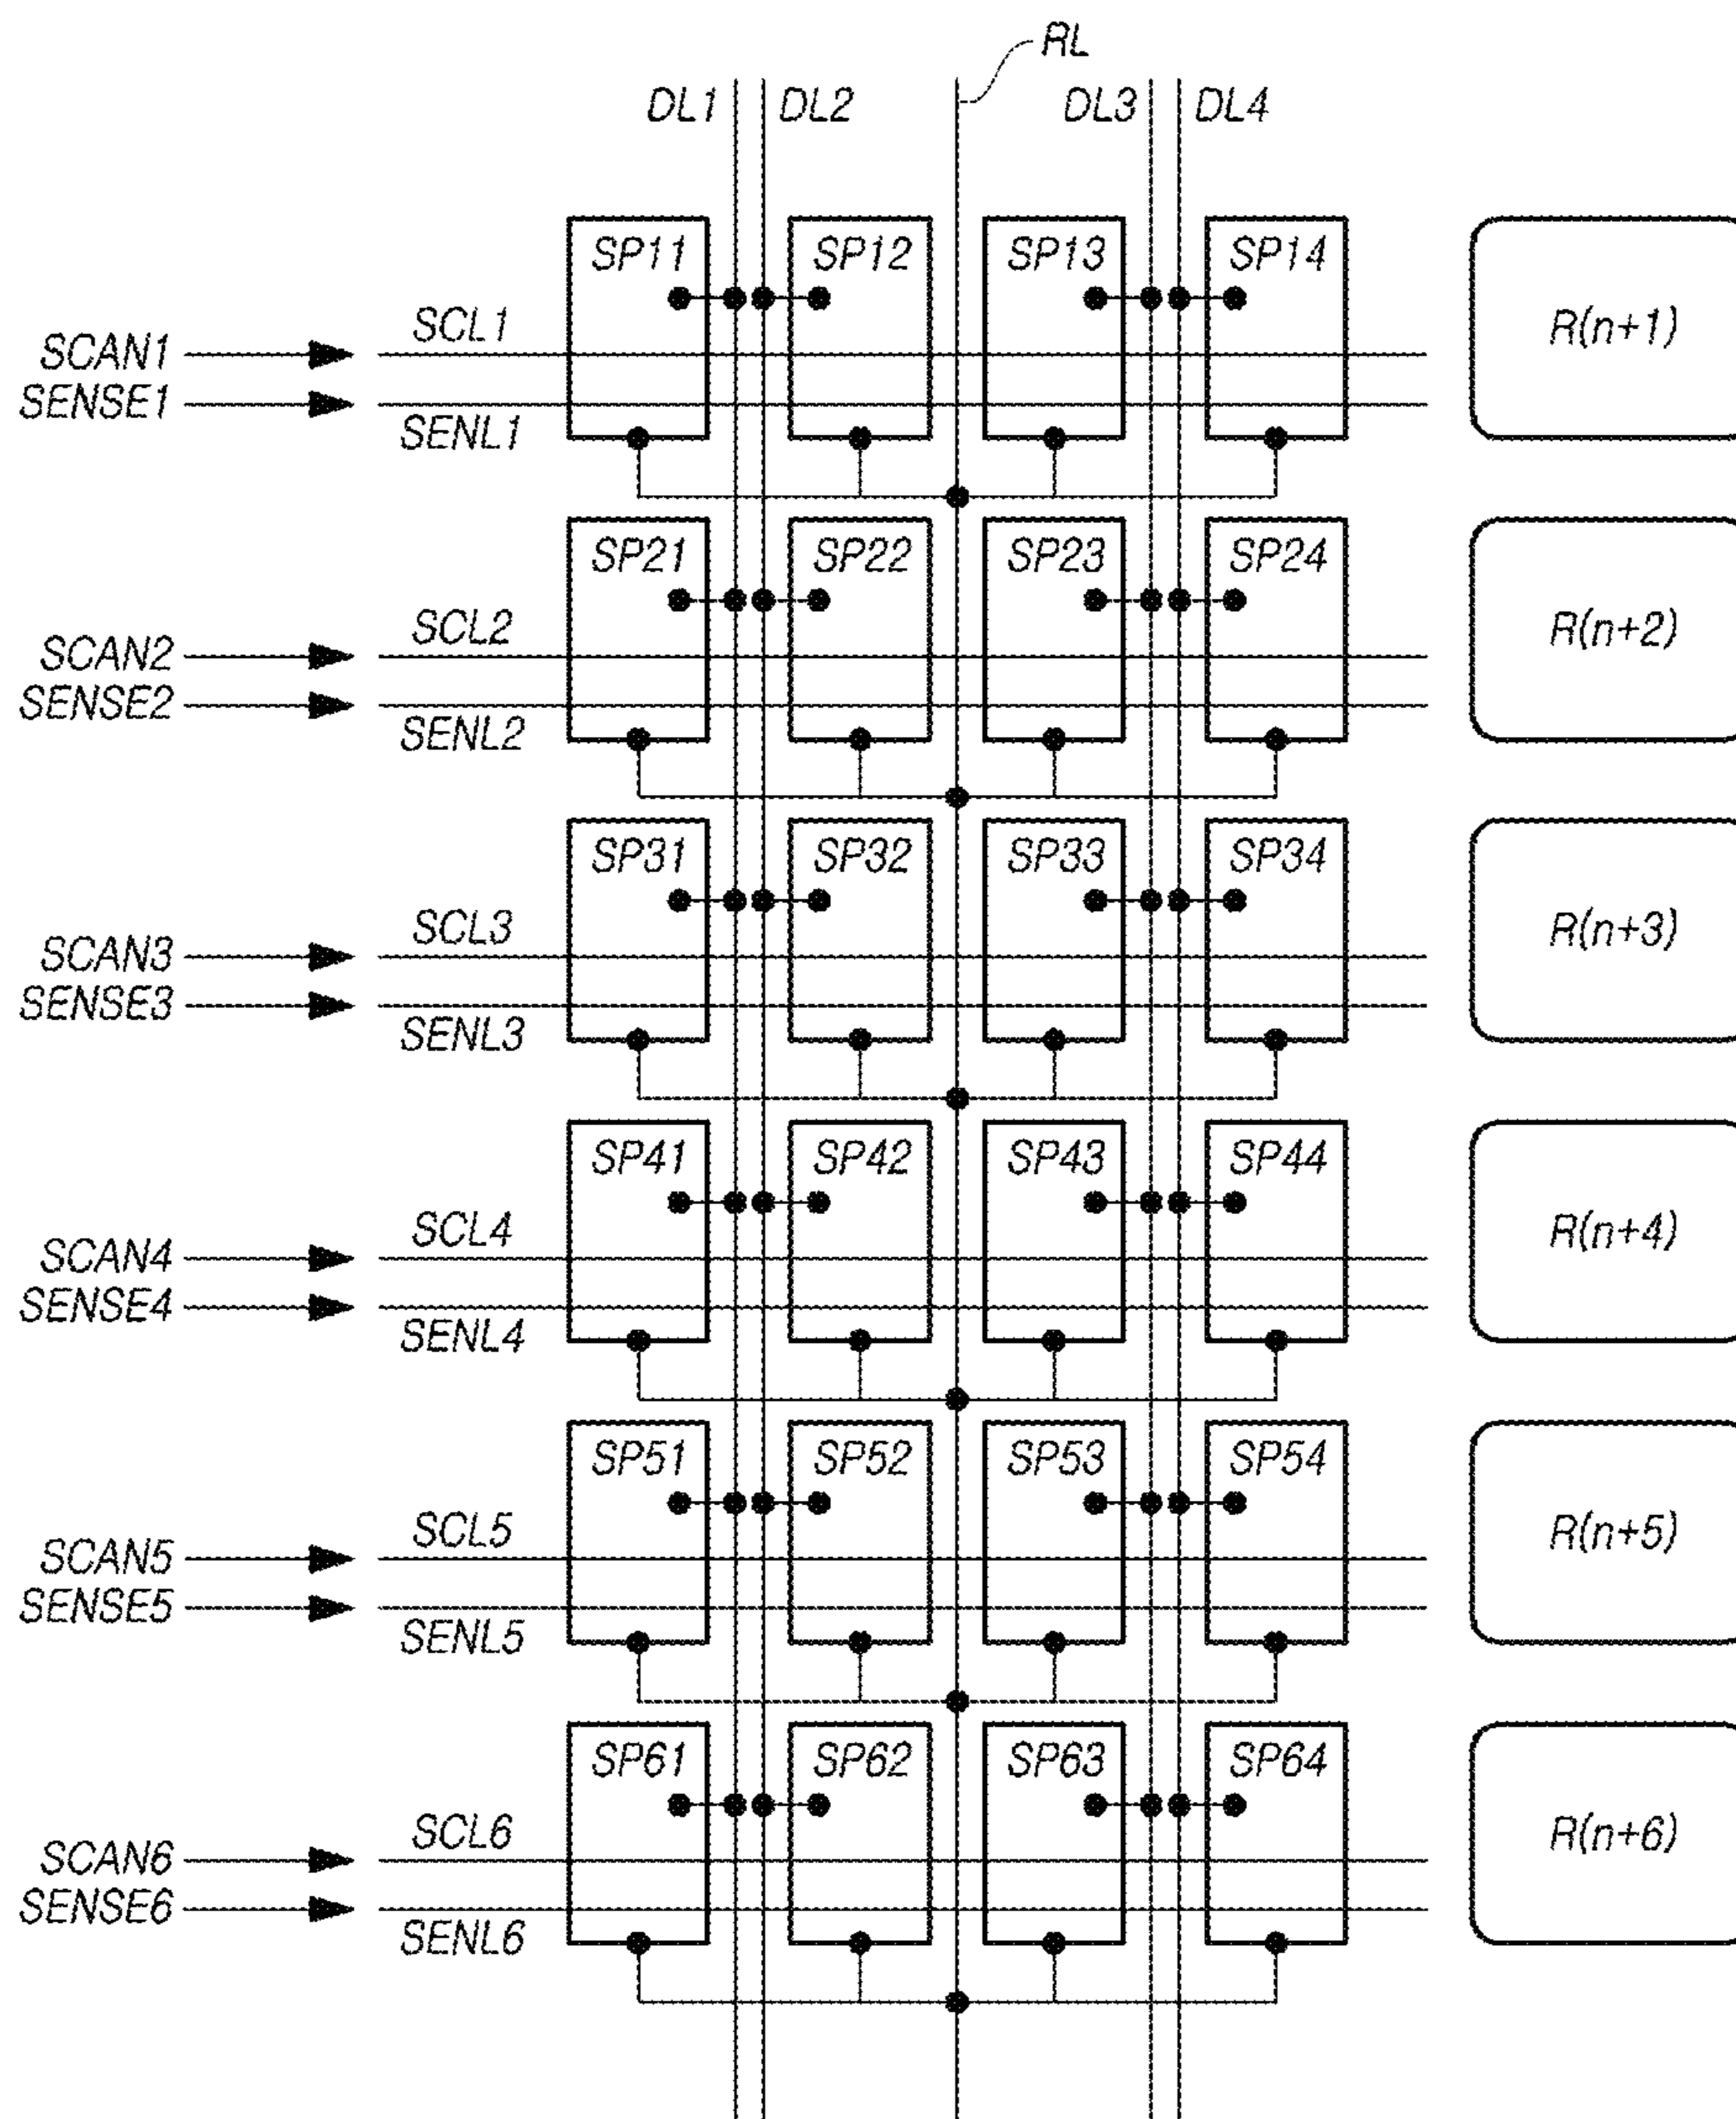 RL
DL1 DL2 DL3 DL4
SP11 SP12 SP13 SP14
SCL1 R(n+1)
SCAN1
SENSE1
SENL1
SP21 SP22 SP23 SP24
SCL2 R(n+2)
SCAN2
SENSE2
SENL2
SP31 SP32 SP33 SP34
SCL3 R(n+3)
SCAN3
SENSE3
SENL3
SP41 SP42 SP43 SP44
SCL4 R(n+4)
SCAN4
SENSE4
SENL4
SP51 SP52 SP53 SP54
SCL5 R(n+5)
SCAN5
SENSE5
SENL5
SP61 SP62 SP63 SP64
SCL6 R(n+6)
SCAN6
SENSE6
SENL6